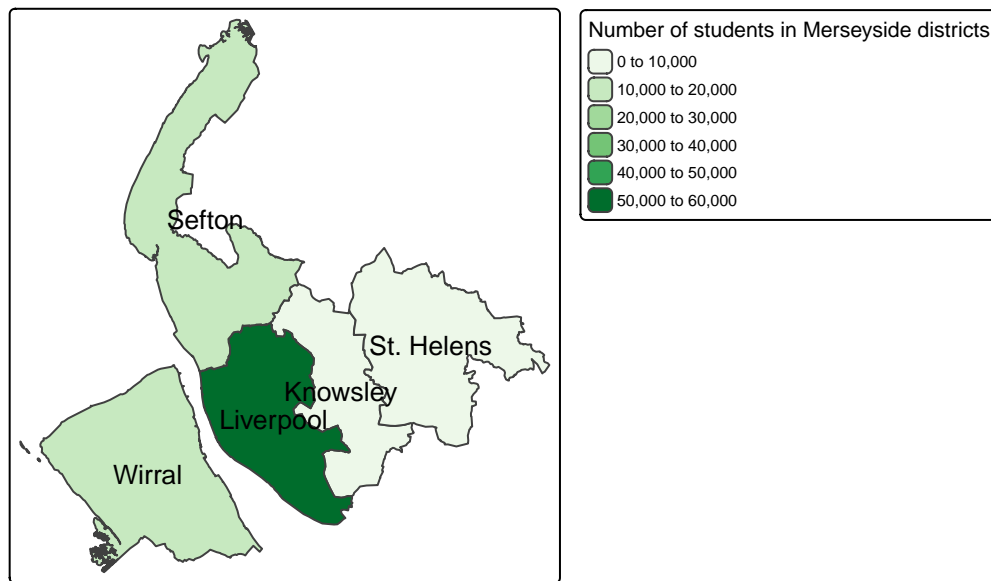 Number of students in Merseyside districts
0 to 10,000
10,000 to 20,000
20,000 to 30,000
30,000 to 40,000
40,000 to 50,000
50,000 to 60,000
Sefton
St. Helens
Knowsley
Liverpool
Wirral